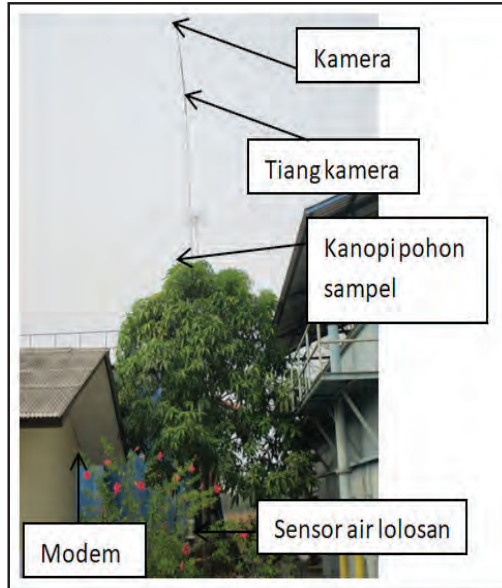 Kamera
Tiang kamera
Kanopi pohon
sampel
Sensor air lolosan
Modem